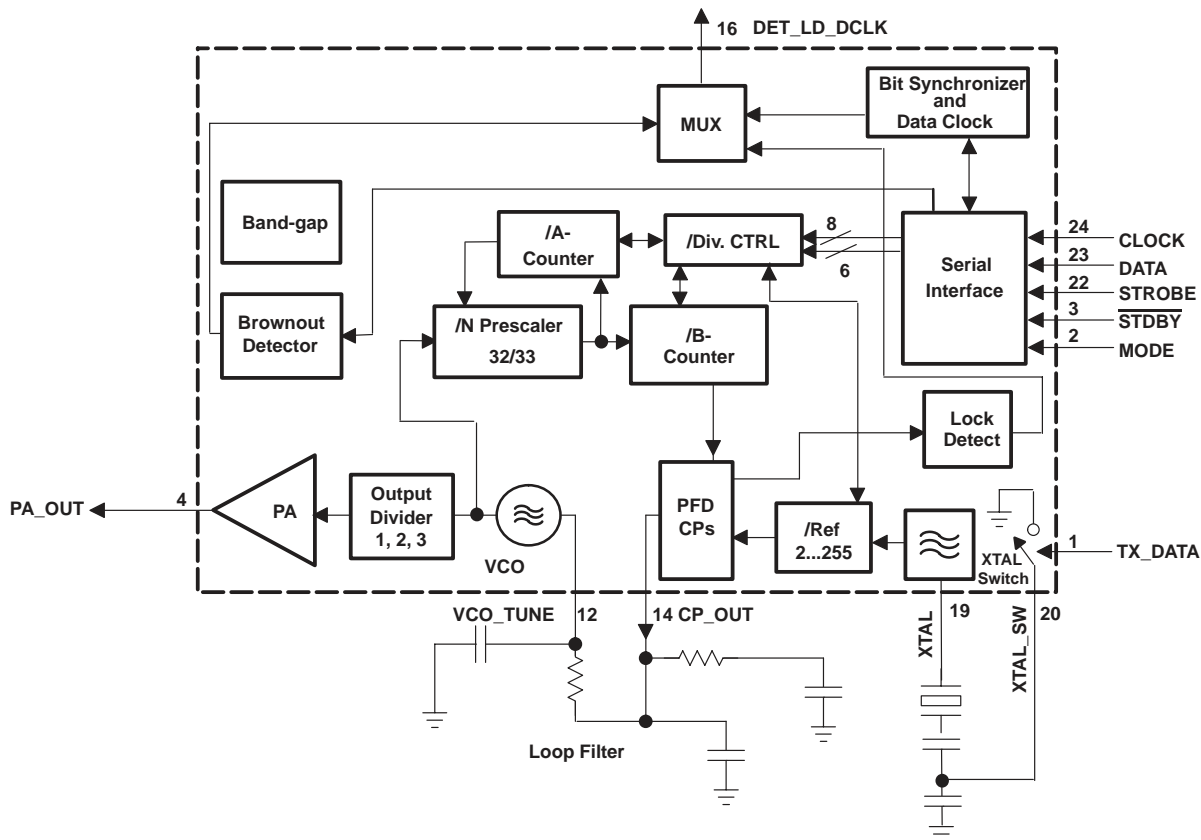 16 DET_LD_DCLK
Bit Synchronizer
and
Data Clock
MUX
Band-gap
/A-
Counter
/Div. CTRL
8
6
Serial
Interface
24
CLOCK
23
DATA
22
STROBE
3
STDBY
2
MODE
Brownout
Detector
/N Prescaler
32/33
/B-
Counter
Lock
Detect
PA_OUT
4
PA
Output
Divider
1, 2, 3
VCO
PFD
CPs
/Ref
2...255
XTAL
Switch
1
TX_DATA
VCO_TUNE
12
14 CP_OUT
19
20
XTAL
XTAL_SW
Loop Filter